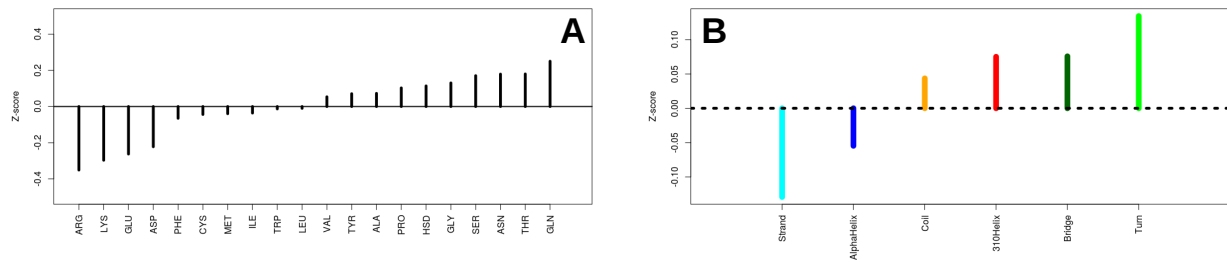 A
Z-score
0.4
0.2
0.0
-0.2
-0.4
ARG
LYS
GLU
ASP
PHE
CYS
MET
ILE
TRP
LEU
VAL
TYR
ALA
PRO
HSD
GLY
SER
ASN
THR
GLN
B
Z-score
0.10
0.05
0.00
-0.05
-0.10
Strand
AlphaHelix
Coil
310Helix
Bridge
Turn